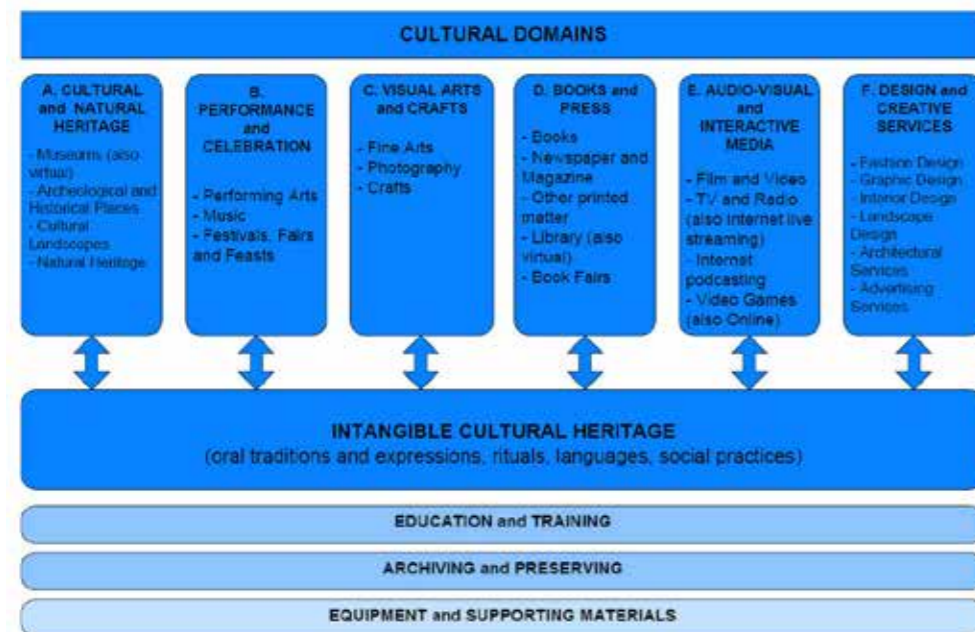 CULTURAL DOMAINS
A. CULTURAL
and NATURAL
HERITAGE
- Museums (also
virtual)
- Archeological and
Historical Places
- Cultural
Landscapes
- Natural Heritage
B.
PERFORMANCE
and
CELEBRATION
- Performing Arts
- Music
- Festivals, Fairs
and Feasts
C. VISUAL ARTS
and CRAFTS
- Fine Arts
- Photography
- Crafts
D. BOOKS and
PRESS
- Books
- Newspaper and
Magazine
- Other printed
matter
- Library (also
virtual)
- Book Fairs
E. AUDIO-VISUAL
and
INTERACTIVE
MEDIA
- Film and Video
- TV and Radio
(also Internet live
streaming)
- Internet
podcasting
- Video Games
(also Online)
F. DESIGN and
CREATIVE
SERVICES
- Fashion Design
- Graphic Design
- Interior Design
- Landscape
Design
- Architectural
Services
- Advertising
Services
INTANGIBLE CULTURAL HERITAGE
(oral traditions and expressions, rituals, languages, social practices)
EDUCATION and TRAINING
ARCHIVING and PRESERVING
EQUIPMENT and SUPPORTING MATERIALS